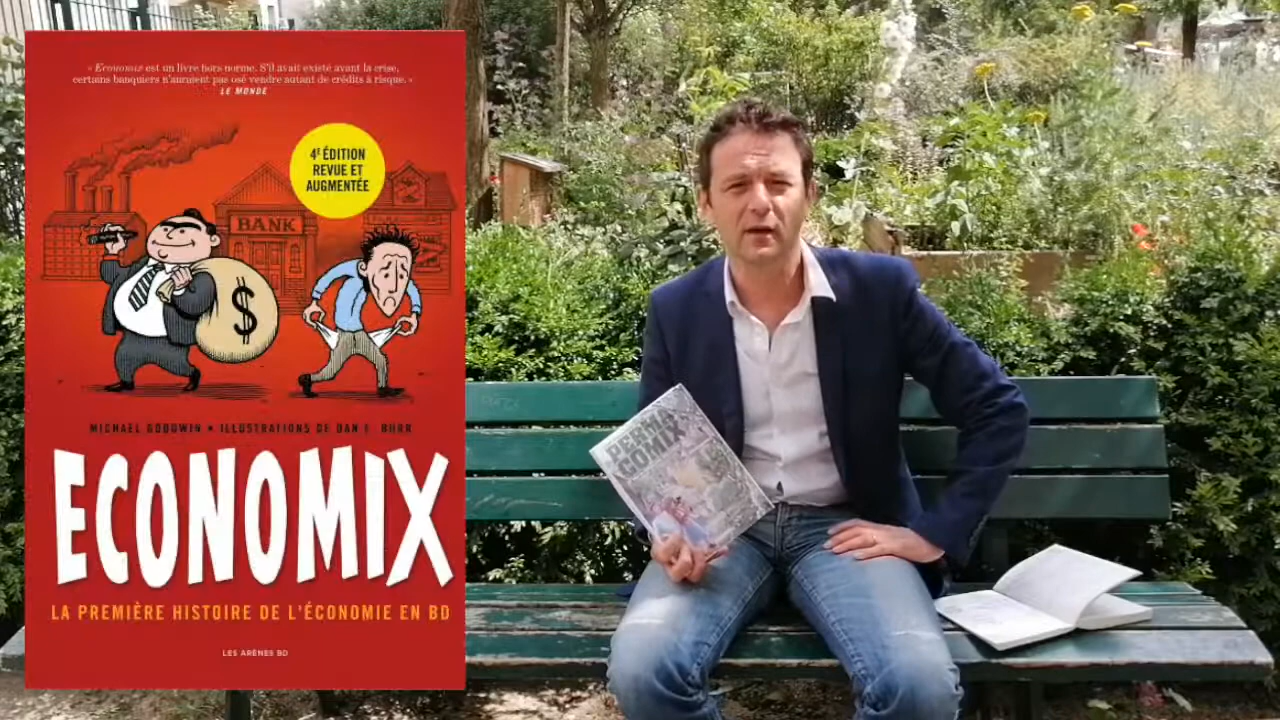 « Economix est un livre hors norme. S'il avait existé avant la crise,
certains banquiers n'auraient pas osé vendre autant de crédits à risque. »
LE MONDE
4E ÉDITION
REVUE ET
AUGMENTÉE
BANK
$
MICHAEL GOODWIN • ILLUSTRATIONS DE DAN E. BURR
ECONOMIX
LA PREMIÈRE HISTOIRE DE L'ÉCONOMIE EN BD
LES ARÈNES BD
PERMA
COMIX